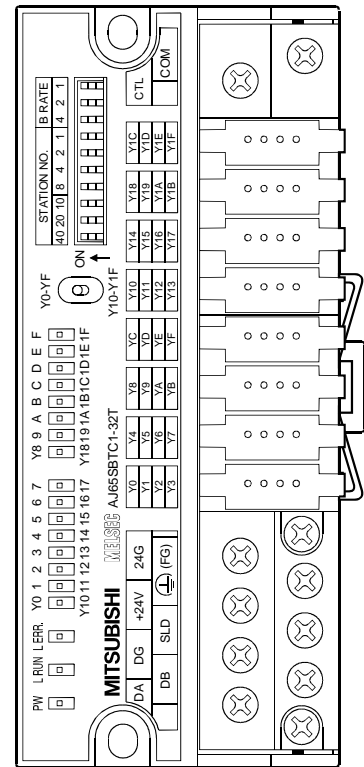 PW L RUN L ERR. Y0 1 2 3 4 5 6 7 Y8 9 A B C D E F
Y10 11 12 13 14 15 16 17 Y18 19 1A 1B 1C 1D 1E 1F
Y0-YF
Y10-Y1F
STATION NO. B RATE
40 20 10 8 4 2 1 4 2 1
ON
MITSUBISHI MELSEC AJ65SBTC1-32T
DA DG +24V 24G
DB SLD (FG)
Y0 Y4 Y8 YC Y10 Y14 Y18 Y1C CTL
Y1 Y5 Y9 YD Y11 Y15 Y19 Y1D
Y2 Y6 YA YE Y12 Y16 Y1A Y1E COM
Y3 Y7 YB YF Y13 Y17 Y1B Y1F